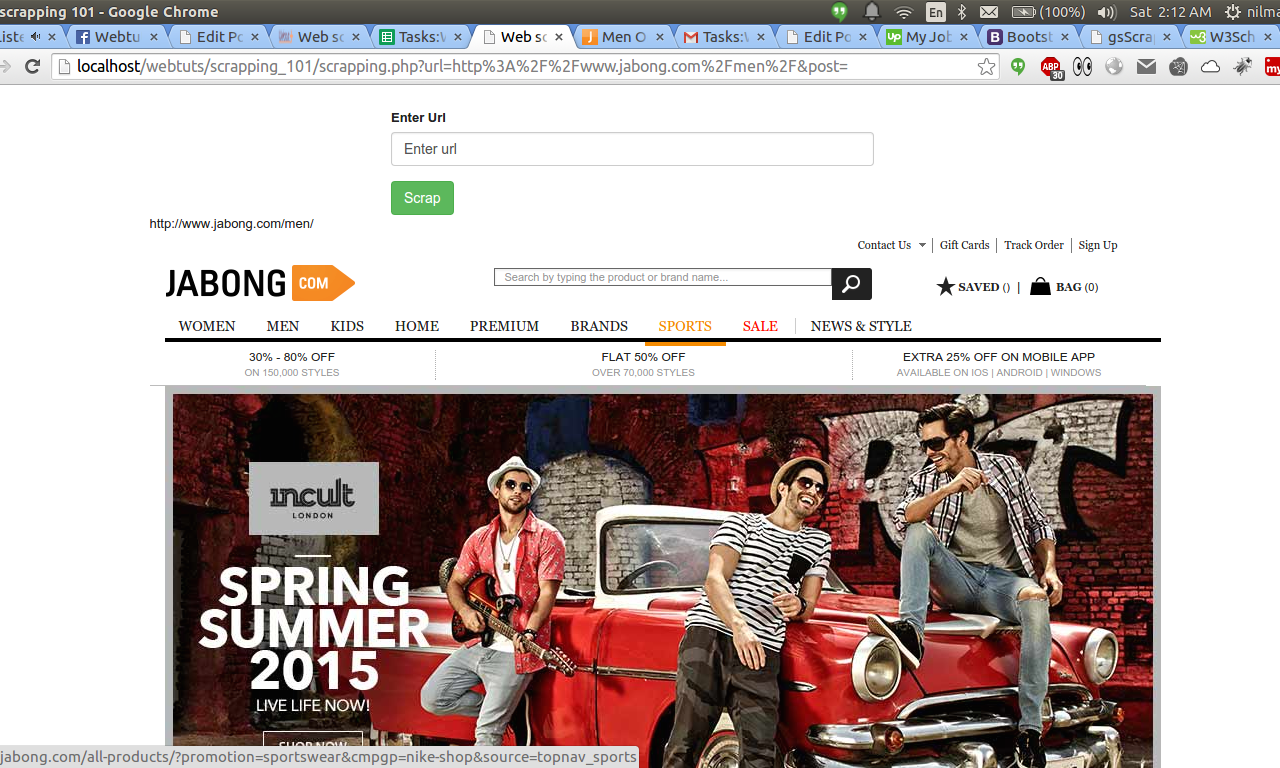 scrapping 101 - Google Chrome
En (100%) Sat 2:12 AM nilma
Liste Webtu Edit Po Web sc Tasks:W Web sc Men O Tasks:W Edit Po My Job Bootst gsScrap W3Sch
localhost/webtuts/scrapping_101/scrapping.php?url=http%3A%2F%2Fwww.jabong.com%2Fmen%2F&post=
ABP 30 my
Enter Url
Enter url
Scrap
http://www.jabong.com/men/
Contact Us Gift Cards Track Order Sign Up
JABONG COM
Search by typing the product or brand name...
SAVED () | BAG (0)
WOMEN MEN KIDS HOME PREMIUM BRANDS SPORTS SALE NEWS & STYLE
30% - 80% OFF
ON 150,000 STYLES
FLAT 50% OFF
OVER 70,000 STYLES
EXTRA 25% OFF ON MOBILE APP
AVAILABLE ON IOS | ANDROID | WINDOWS
incult
LONDON
SPRING
SUMMER
2015
LIVE LIFE NOW!
SHOP NOW
jabong.com/all-products/?promotion=sportswear&cmpgp=nike-shop&source=topnav_sports